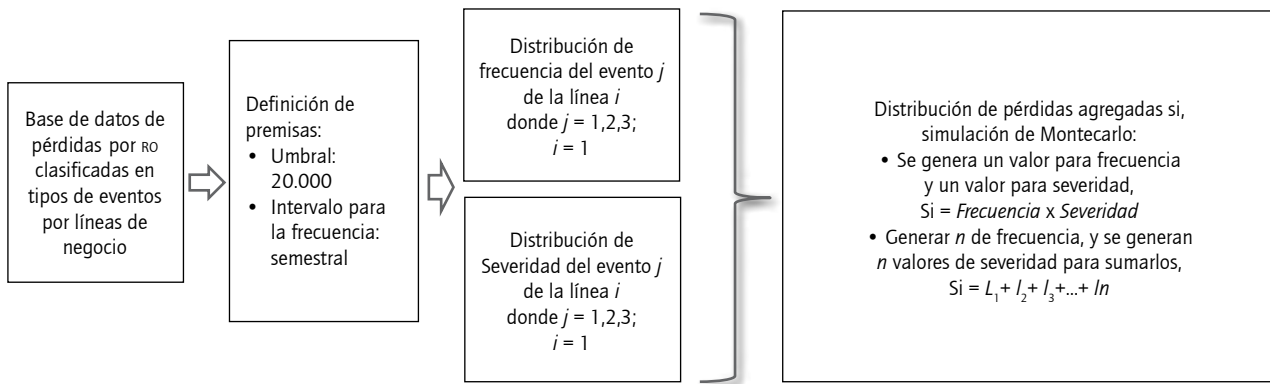 Base de datos de
pérdidas por RO
clasificadas en
tipos de eventos
por líneas de
negocio
Definición de
premisas:
• Umbral:
20.000
• Intervalo para
la frecuencia:
semestral
Distribución de
frecuencia del evento j
de la línea i
donde j = 1,2,3;
i = 1
Distribución de
Severidad del evento j
de la línea i
donde j = 1,2,3;
i = 1
Distribución de pérdidas agregadas si,
simulación de Montecarlo:
• Se genera un valor para frecuencia
y un valor para severidad,
Si = Frecuencia x Severidad
• Generar n de frecuencia, y se generan
n valores de severidad para sumarlos,
Si = L₁+ l₂+ l₃+...+ ln